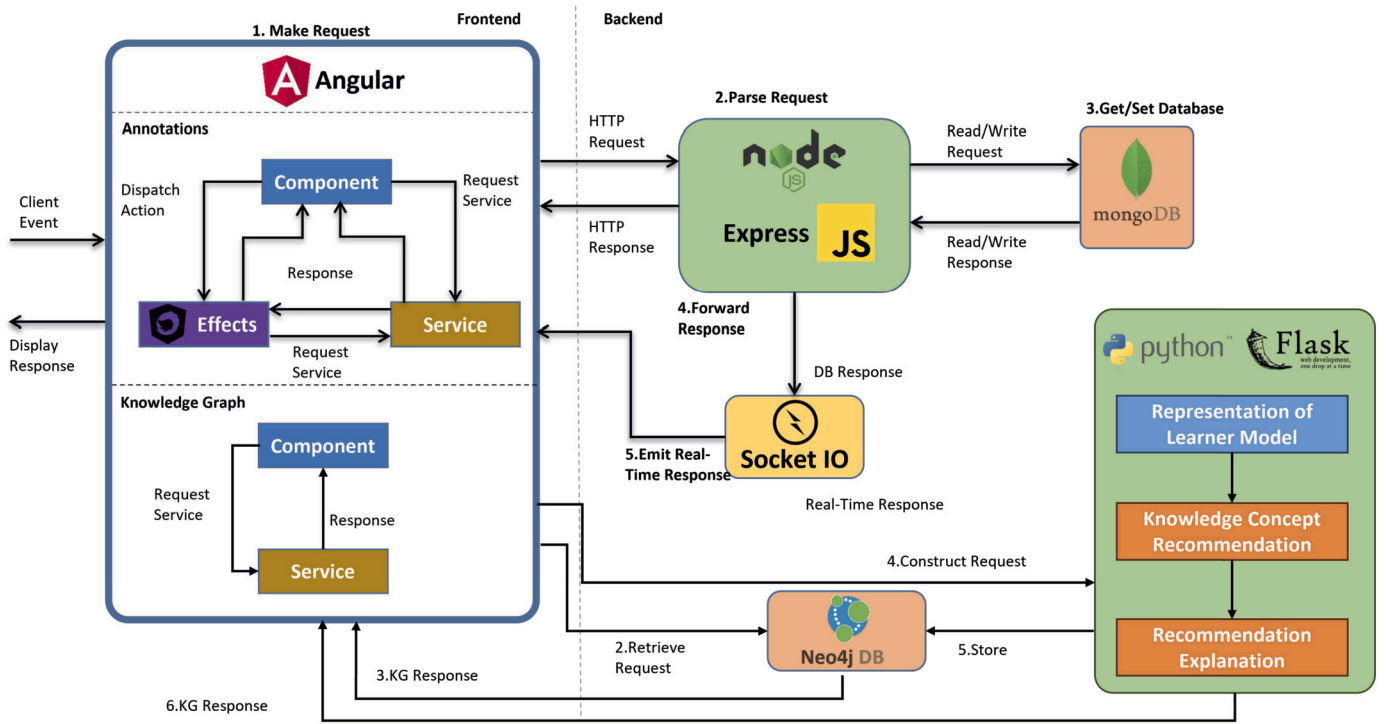 Frontend
Backend
1. Make Request
Angular
Annotations
Component
Dispatch
Action
Request
Service
Response
Effects
Service
Request
Service
Client
Event
Display
Response
Knowledge Graph
Component
Request
Service
Response
Service
HTTP
Request
HTTP
Response
2.Parse Request
node
JS
Express
JS
Read/Write
Request
Read/Write
Response
3.Get/Set Database
mongoDB
4.Forward
Response
DB Response
Socket IO
5.Emit Real-
Time Response
Real-Time Response
python™
Flask
web development,
one drop at a time
Representation of
Learner Model
Knowledge Concept
Recommendation
Recommendation
Explanation
4.Construct Request
Neo4j DB
2.Retrieve
Request
5.Store
3.KG Response
6.KG Response